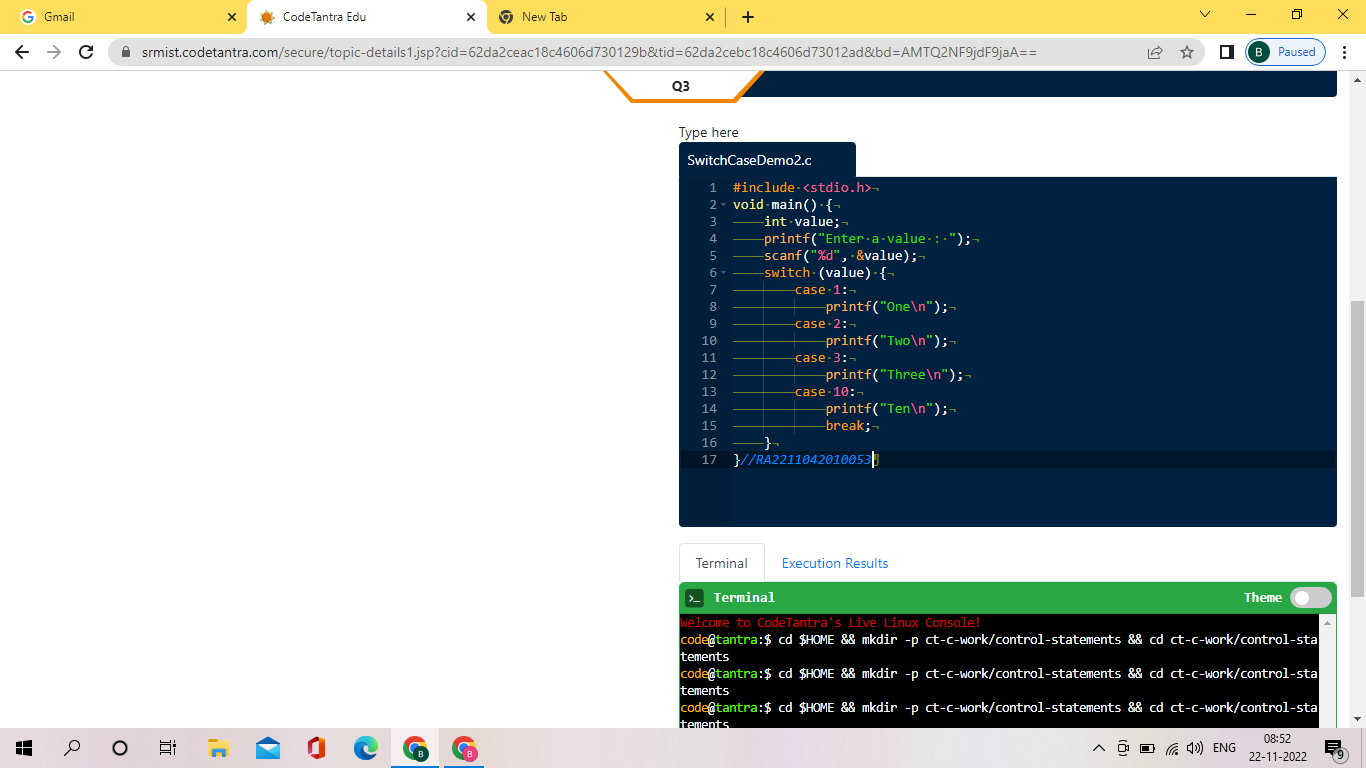 Gmail
CodeTantra Edu
New Tab
srmist.codetantra.com/secure/topic-details1.jsp?cid=62da2ceac18c4606d730129b&tid=62da2cebc18c4606d73012ad&bd=AMTQ2NF9jdF9jaA==
B Paused
Q3
Type here
SwitchCaseDemo2.c
1 #include <stdio.h>
2 void main() {
3 int value;
4 printf("Enter a value : ");
5 scanf("%d", &value);
6 switch (value) {
7 case 1:
8 printf("One\n");
9 case 2:
10 printf("Two\n");
11 case 3:
12 printf("Three\n");
13 case 10:
14 printf("Ten\n");
15 break;
16 }
17 }//RA2211042010053
Terminal Execution Results
Terminal Theme
Welcome to CodeTantra's Live Linux Console!
code@tantra:$ cd $HOME && mkdir -p ct-c-work/control-statements && cd ct-c-work/control-sta
tements
code@tantra:$ cd $HOME && mkdir -p ct-c-work/control-statements && cd ct-c-work/control-sta
tements
code@tantra:$ cd $HOME && mkdir -p ct-c-work/control-statements && cd ct-c-work/control-sta
tements
B
B
ENG
08:52
22-11-2022
9